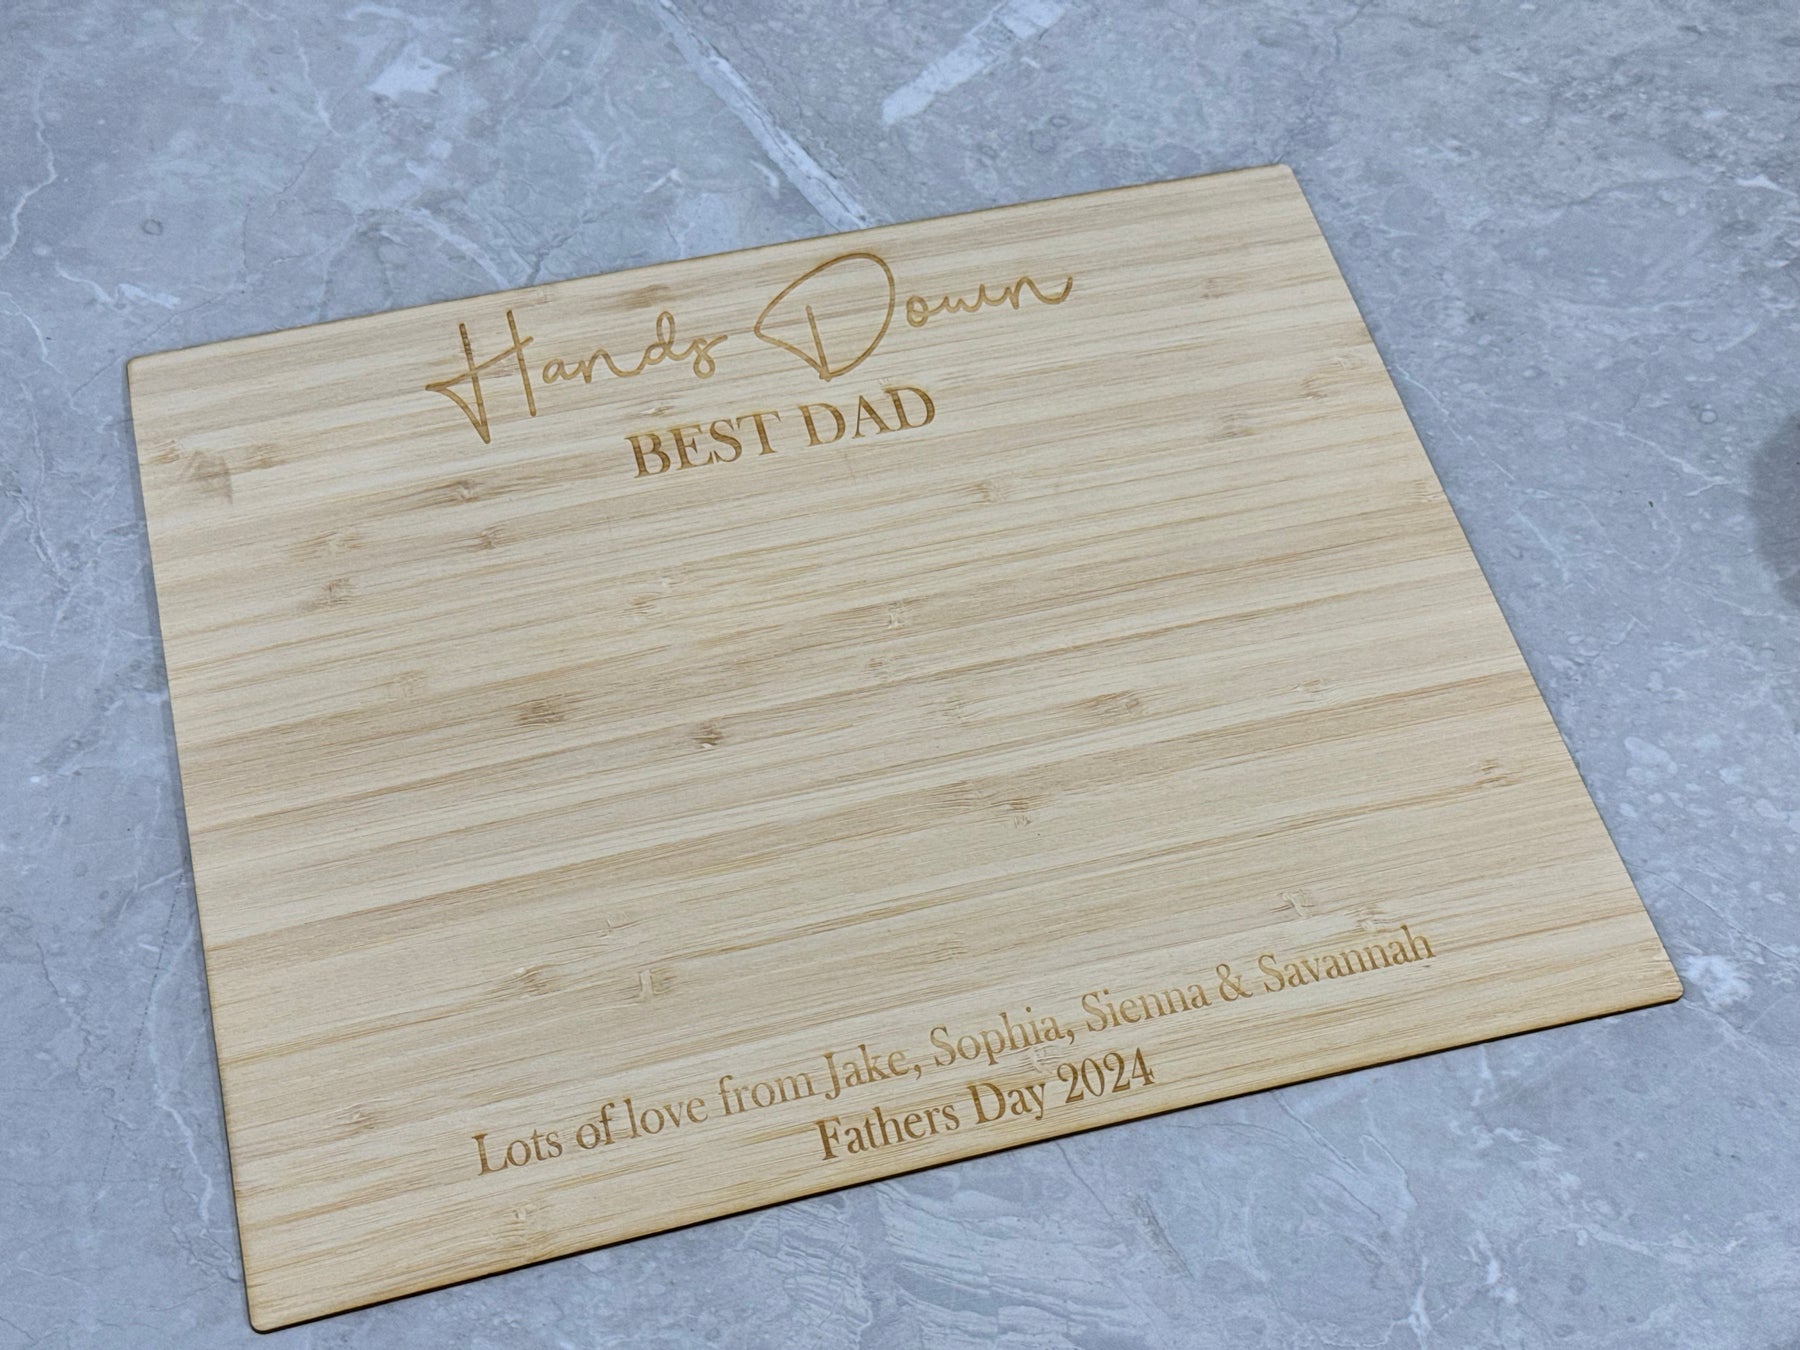 Hands Down
BEST DAD
Lots of love from Jake, Sophia, Sienna & Savannah
Fathers Day 2024